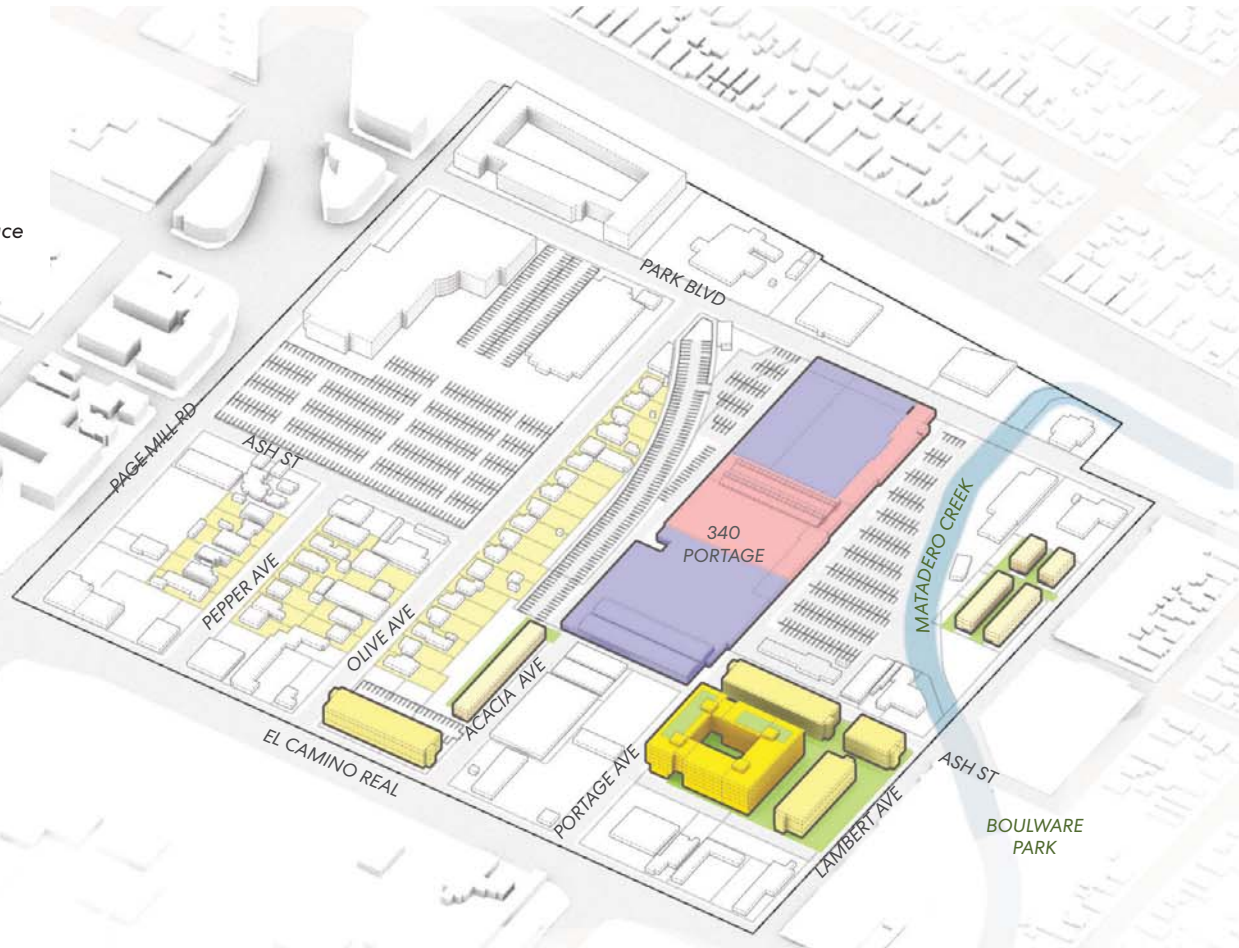 PARK BLVD
PAGE MILL RD
ASH ST
340
PORTAGE
MATADERO CREEK
PEPPER AVE
OLIVE AVE
ACACIA AVE
EL CAMINO REAL
PORTAGE AVE
ASH ST
LAMBERT AVE
BOULWARE
PARK